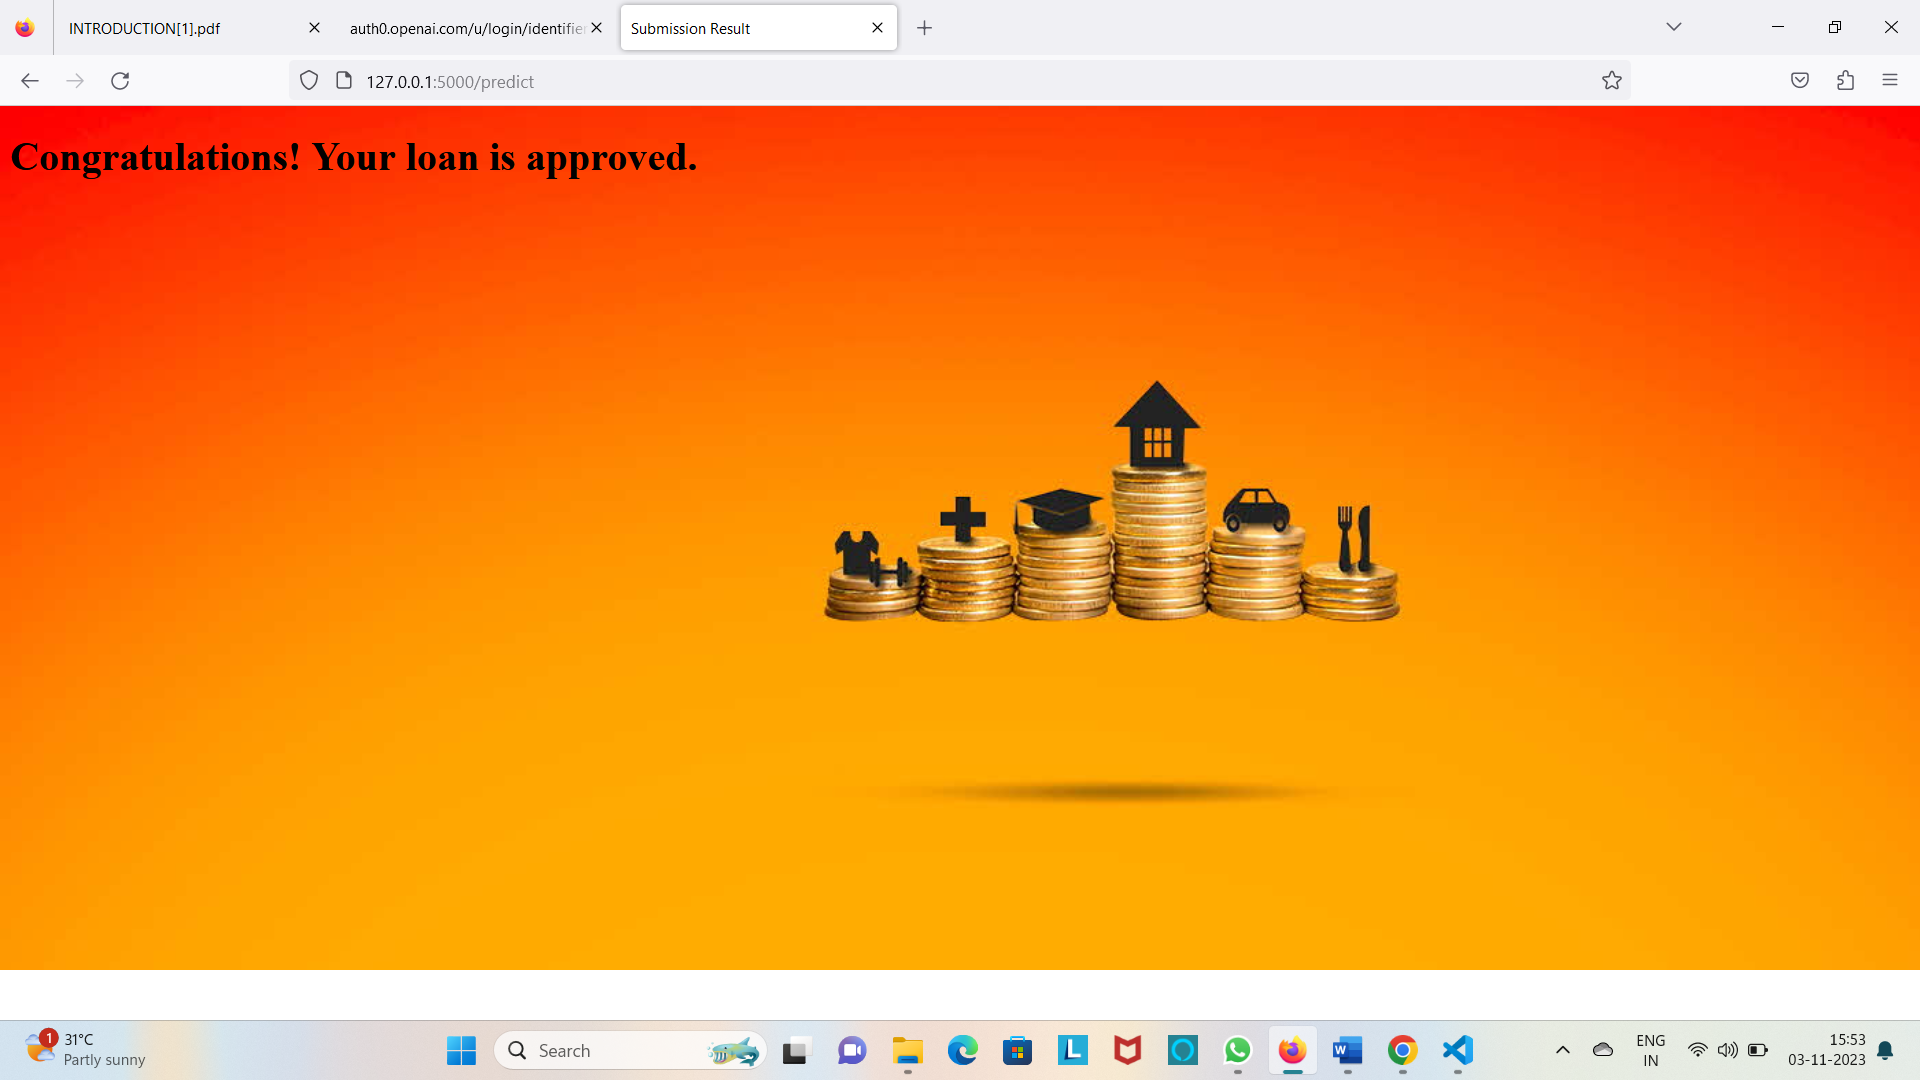 INTRODUCTION[1].pdf
auth0.openai.com/u/login/identifie
Submission Result
127.0.0.1:5000/predict
Congratulations! Your loan is approved.
1
31°C
Partly sunny
Search
L
W
ENG
IN
15:53
03-11-2023